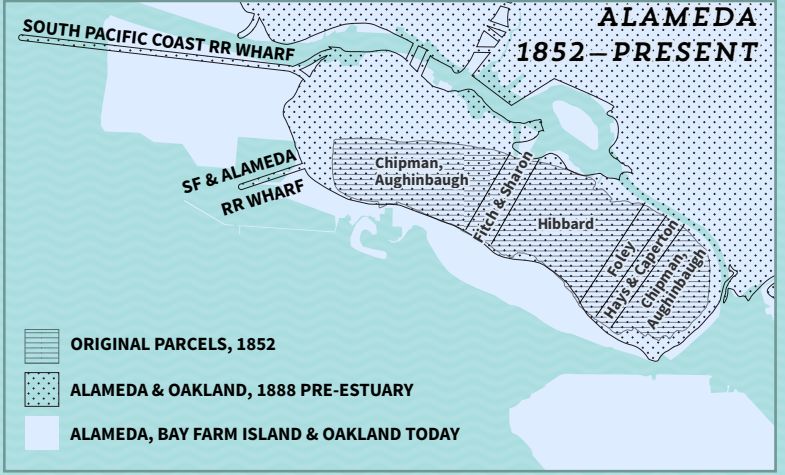 ALAMEDA
1852–PRESENT
SOUTH PACIFIC COAST RR WHARF
SF & ALAMEDA
RR WHARF
Chipman,
Aughinbaugh
Fitch & Sharon
Hibbard
Foley
Hays & Caperton
Chipman,
Aughinbaugh
ORIGINAL PARCELS, 1852
ALAMEDA & OAKLAND, 1888 PRE-ESTUARY
ALAMEDA, BAY FARM ISLAND & OAKLAND TODAY